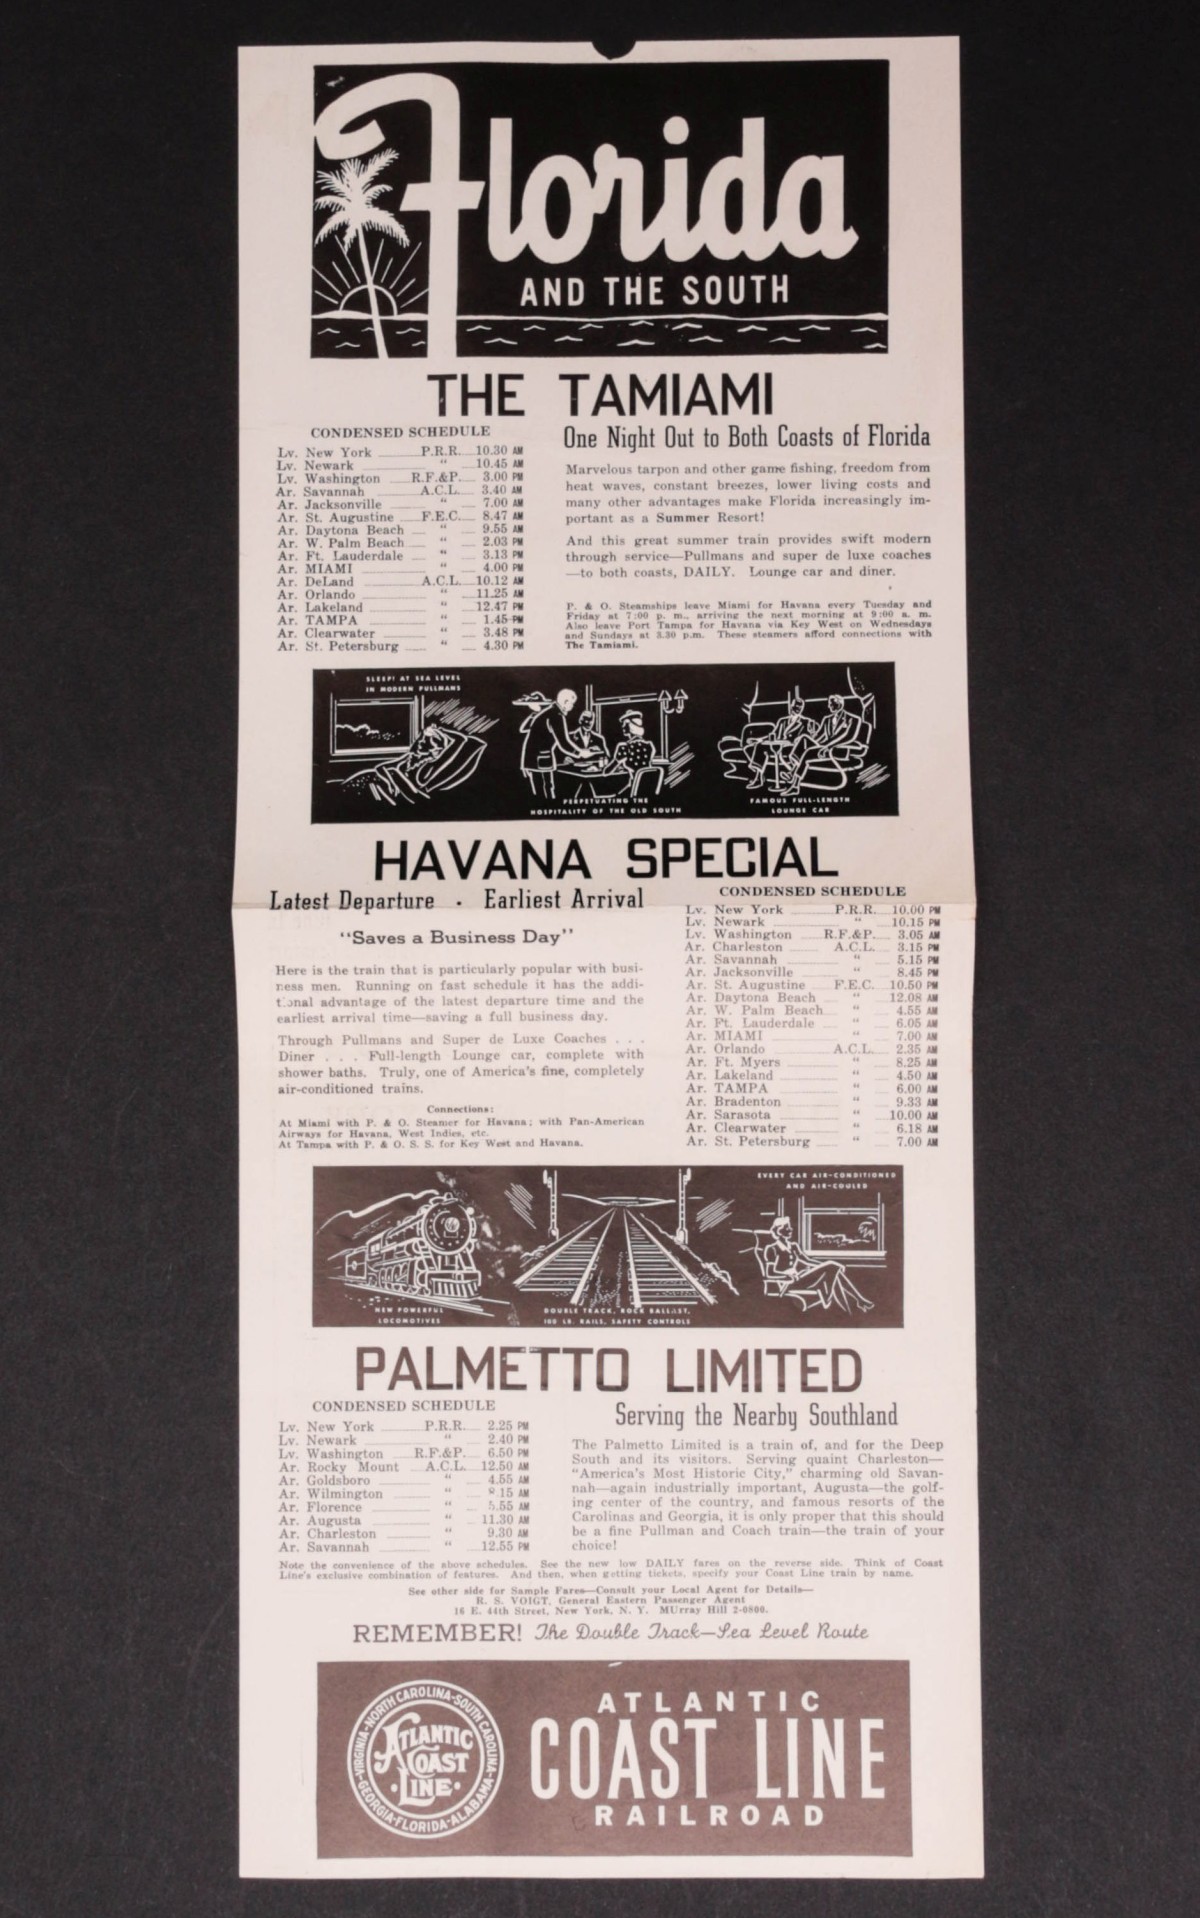 Florida
AND THE SOUTH
THE TAMIAMI
CONDENSED SCHEDULE
Lv. New York P.R.R. 10.30 AM
Lv. Newark " 10.45 AM
Lv. Washington R.F.&P. 3.00 PM
Ar. Savannah A.C.L. 3.40 AM
Ar. Jacksonville " 7.00 AM
Ar. St. Augustine F.E.C. 8.47 AM
Ar. Daytona Beach " 9.55 AM
Ar. W. Palm Beach " 2.03 PM
Ar. Ft. Lauderdale " 3.13 PM
Ar. MIAMI " 4.00 PM
Ar. DeLand A.C.L. 10.12 AM
Ar. Orlando " 11.25 AM
Ar. Lakeland " 12.47 PM
Ar. TAMPA " 1.45 PM
Ar. Clearwater " 3.48 PM
Ar. St. Petersburg " 4.30 PM
One Night Out to Both Coasts of Florida
Marvelous tarpon and other game fishing, freedom from
heat waves, constant breezes, lower living costs and
many other advantages make Florida increasingly im-
portant as a Summer Resort!
And this great summer train provides swift modern
through service—Pullmans and super de luxe coaches
—to both coasts, DAILY. Lounge car and diner.
P. & O. Steamships leave Miami for Havana every Tuesday and
Friday at 7:00 p. m., arriving the next morning at 9:00 a. m.
Also leave Port Tampa for Havana via Key West on Wednesdays
and Sundays at 3.30 p.m. These steamers afford connections with
The Tamiami.
SLEEP! AT SEA LEVEL
IN MODERN PULLMANS
PERPETUATING THE
HOSPITALITY OF THE OLD SOUTH
FAMOUS FULL-LENGTH
LOUNGE CAR
HAVANA SPECIAL
Latest Departure · Earliest Arrival
"Saves a Business Day"
Here is the train that is particularly popular with busi-
ness men. Running on fast schedule it has the addi-
tional advantage of the latest departure time and the
earliest arrival time—saving a full business day.
Through Pullmans and Super de Luxe Coaches . . .
Diner . . . Full-length Lounge car, complete with
shower baths. Truly, one of America's fine, completely
air-conditioned trains.
Connections:
At Miami with P. & O. Steamer for Havana; with Pan-American
Airways for Havana, West Indies, etc.
At Tampa with P. & O. S. S. for Key West and Havana.
CONDENSED SCHEDULE
Lv. New York P.R.R. 10.00 PM
Lv. Newark " 10.15 PM
Lv. Washington R.F.&P. 3.05 AM
Ar. Charleston A.C.L. 3.15 PM
Ar. Savannah " 5.15 PM
Ar. Jacksonville " 8.45 PM
Ar. St. Augustine F.E.C. 10.50 PM
Ar. Daytona Beach " 12.08 AM
Ar. W. Palm Beach " 4.55 AM
Ar. Ft. Lauderdale " 6.05 AM
Ar. MIAMI " 7.00 AM
Ar. Orlando A.C.L. 2.35 AM
Ar. Ft. Myers " 8.25 AM
Ar. Lakeland " 4.50 AM
Ar. TAMPA " 6.00 AM
Ar. Bradenton " 9.33 AM
Ar. Sarasota " 10.00 AM
Ar. Clearwater " 6.18 AM
Ar. St. Petersburg " 7.00 AM
NEW POWERFUL
LOCOMOTIVES
DOUBLE TRACK, ROCK BALLAST,
100 LB. RAILS, SAFETY CONTROLS
EVERY CAR AIR-CONDITIONED
AND AIR-COOLED
PALMETTO LIMITED
CONDENSED SCHEDULE
Lv. New York P.R.R. 2.25 PM
Lv. Newark " 2.40 PM
Lv. Washington R.F.&P. 6.50 PM
Ar. Rocky Mount A.C.L. 12.50 AM
Ar. Goldsboro " 4.55 AM
Ar. Wilmington " 15 AM
Ar. Florence " 5.55 AM
Ar. Augusta " 11.30 AM
Ar. Charleston " 9.30 AM
Ar. Savannah " 12.55 PM
Serving the Nearby Southland
The Palmetto Limited is a train of, and for the Deep
South and its visitors. Serving quaint Charleston—
"America's Most Historic City," charming old Savan-
nah—again industrially important, Augusta—the golf-
ing center of the country, and famous resorts of the
Carolinas and Georgia, it is only proper that this should
be a fine Pullman and Coach train—the train of your
choice!
Note the convenience of the above schedules. See the new low DAILY fares on the reverse side. Think of Coast
Line's exclusive combination of features. And then, when getting tickets, specify your Coast Line train by name.
See other side for Sample Fares—Consult your Local Agent for Details—
R. S. VOIGT, General Eastern Passenger Agent
16 E. 44th Street, New York, N. Y. MUrray Hill 2-0800.
REMEMBER! The Double Track—Sea Level Route
VIRGINIA-NORTH CAROLINA-SOUTH CAROLINA-
GEORGIA-FLORIDA-ALABAMA-
ATLANTIC
COAST
·LINE·
ATLANTIC
COAST LINE
RAILROAD